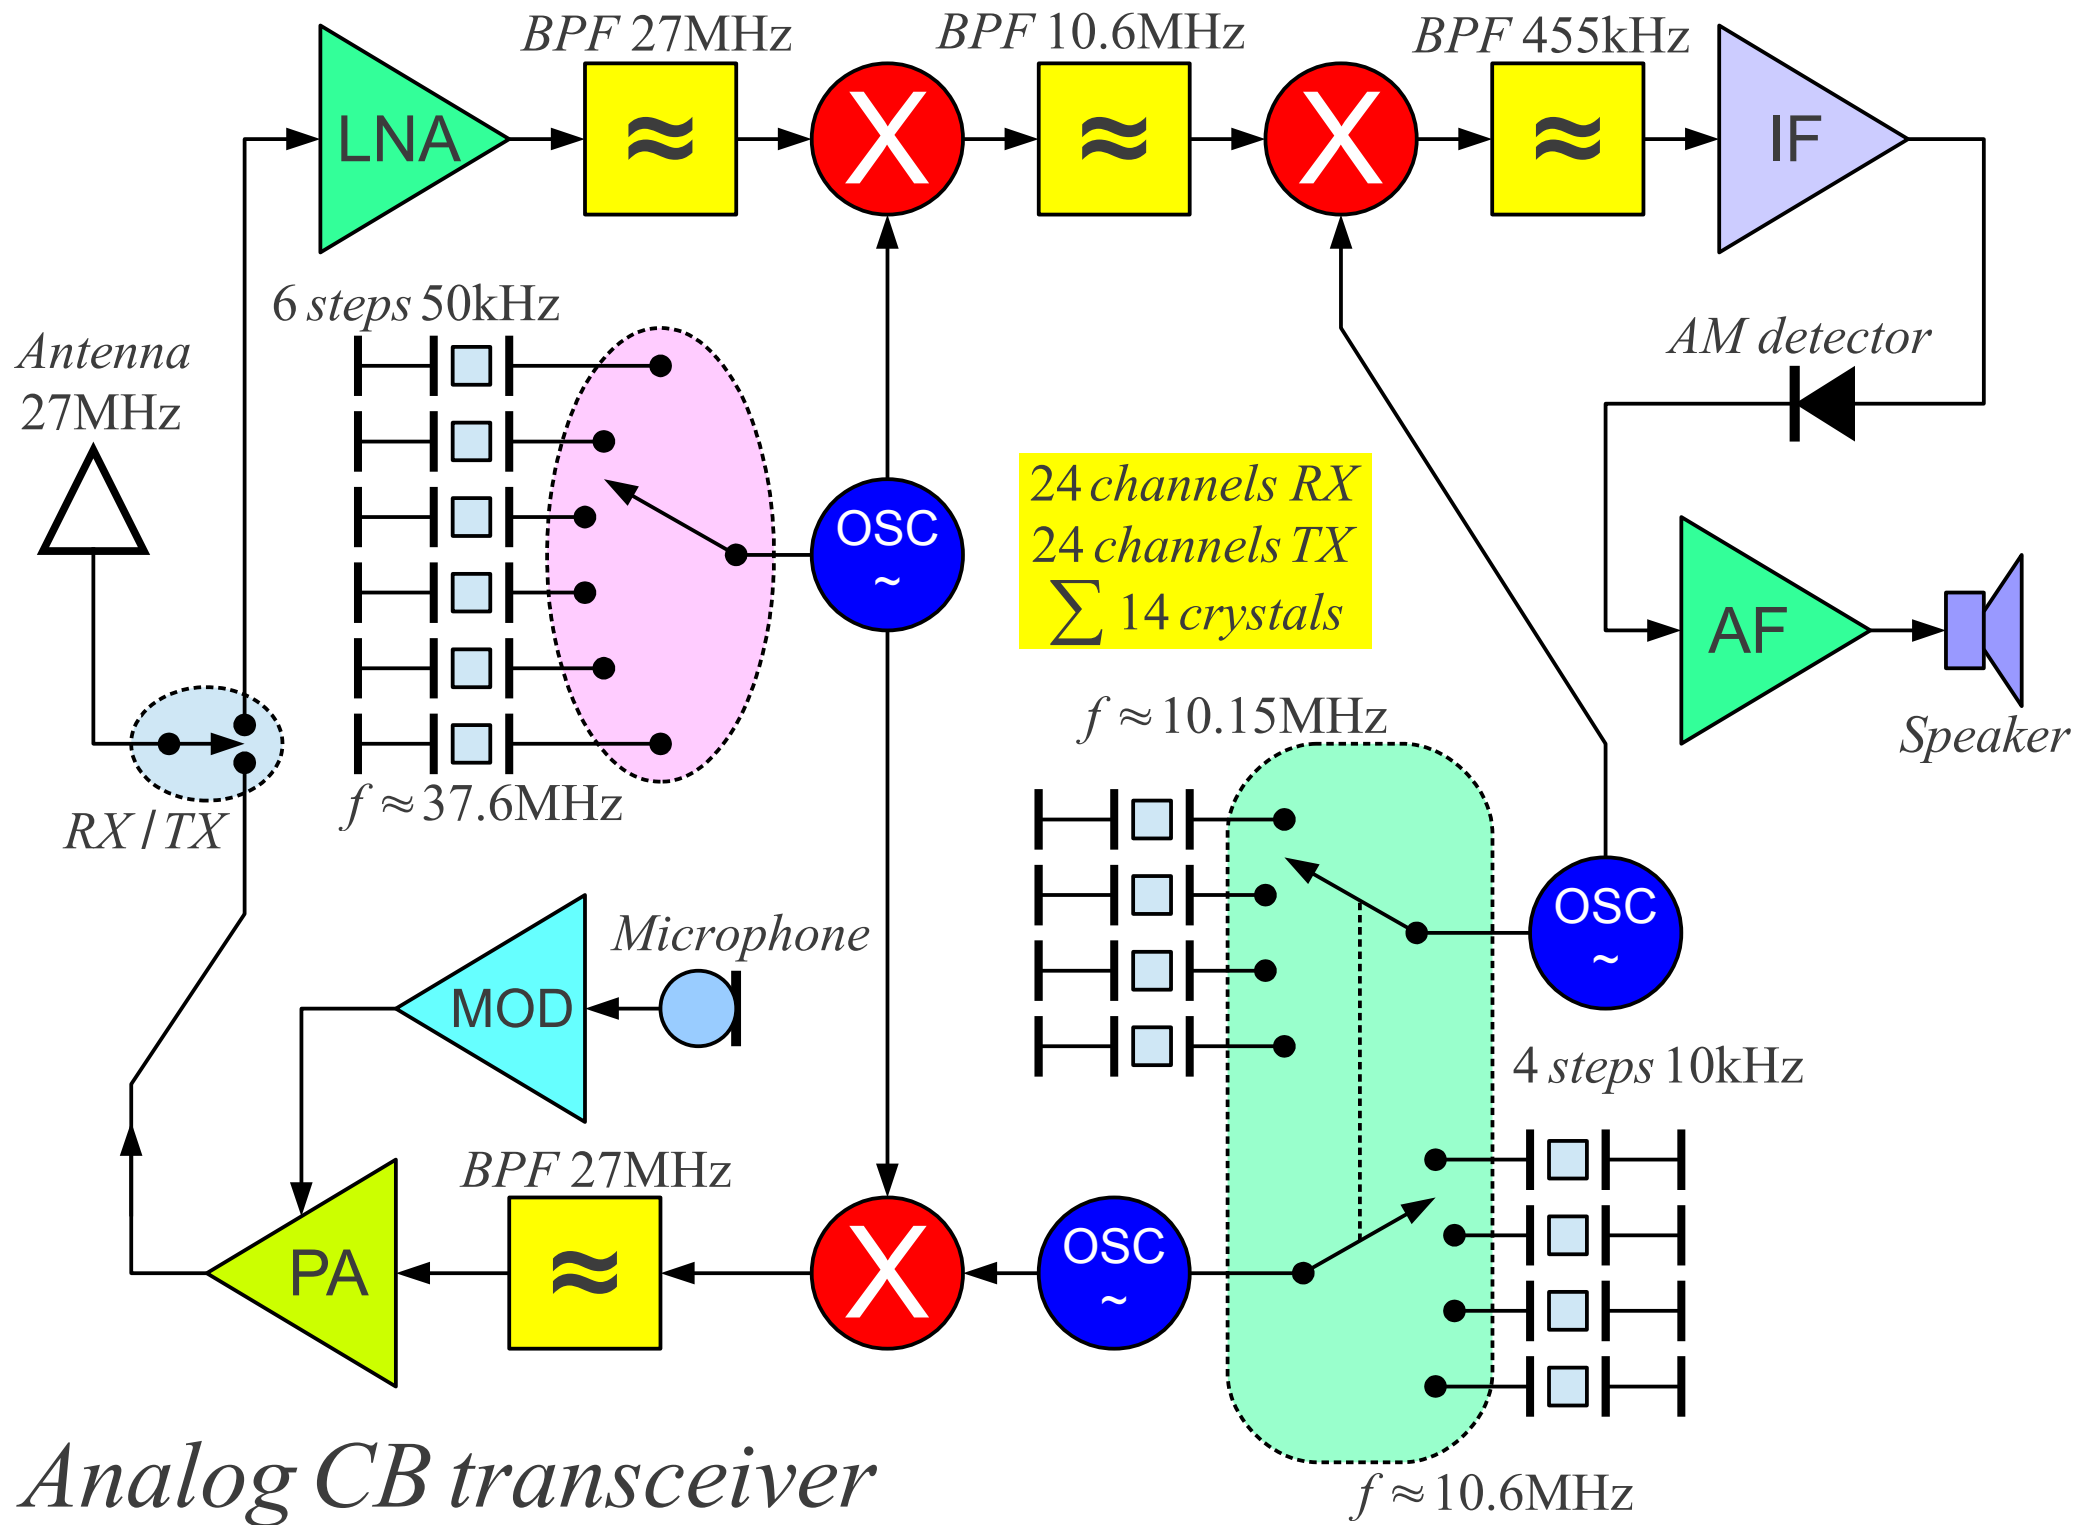 BPF 27MHz
BPF 10.6MHz
BPF 455kHz
LNA
≈
X
≈
X
≈
IF
6 steps 50kHz
Antenna
27MHz
AM detector
OSC
~
24 channels RX
24 channels TX
∑ 14 crystals
AF
Speaker
f ≈ 10.15MHz
f ≈ 37.6MHz
RX / TX
OSC
~
Microphone
MOD
4 steps 10kHz
BPF 27MHz
PA
≈
X
OSC
~
f ≈ 10.6MHz
Analog CB transceiver